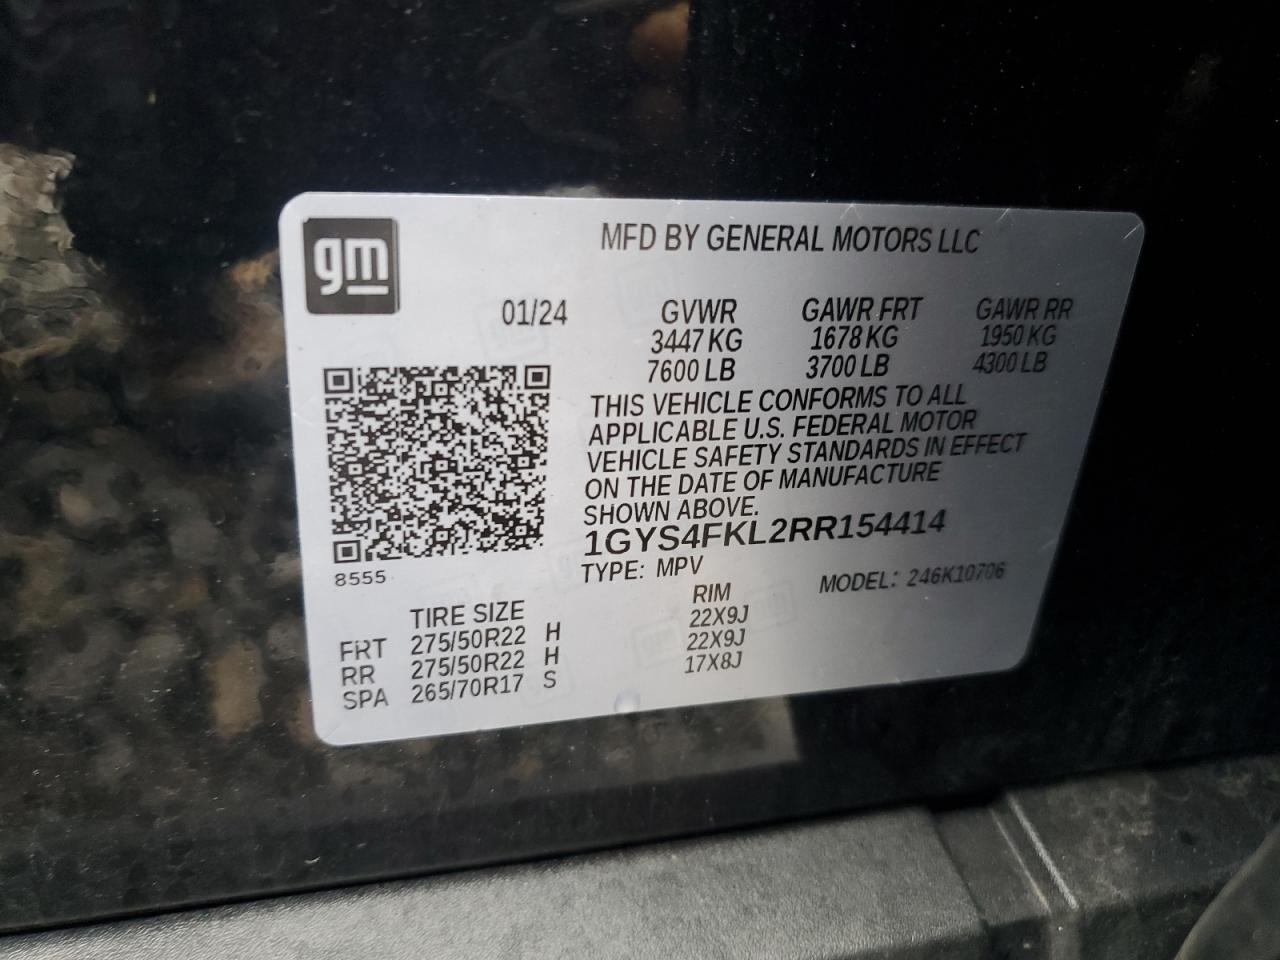 gm
MFD BY GENERAL MOTORS LLC
01/24 GVWR GAWR FRT GAWR RR
3447 KG 1678 KG 1950 KG
7600 LB 3700 LB 4300 LB
THIS VEHICLE CONFORMS TO ALL
APPLICABLE U.S. FEDERAL MOTOR
VEHICLE SAFETY STANDARDS IN EFFECT
ON THE DATE OF MANUFACTURE
SHOWN ABOVE.
1GYS4FKL2RR154414
8555
TYPE: MPV MODEL: 246K10706
TIRE SIZE RIM
FRT 275/50R22 H 22X9J
RR 275/50R22 H 22X9J
SPA 265/70R17 S 17X8J